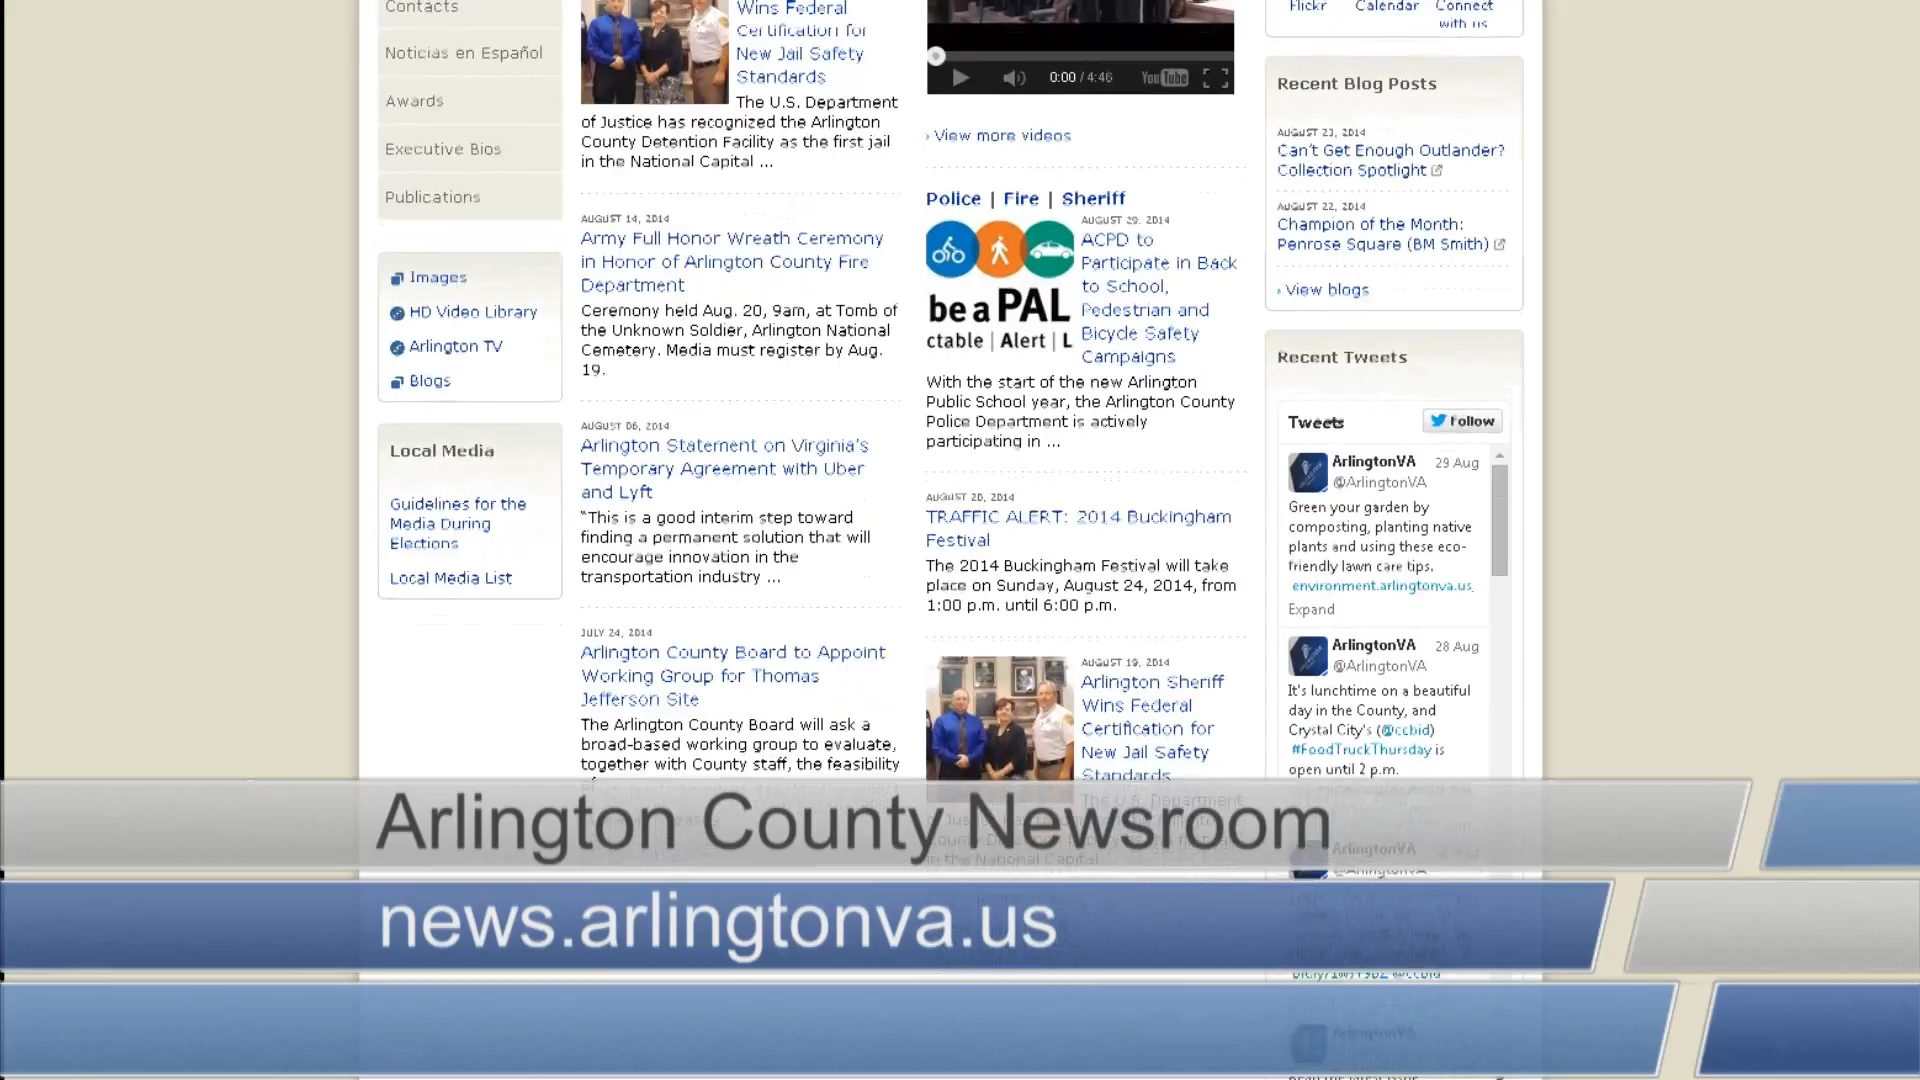 Contacts
Noticias en Español
Awards
Executive Bios
Publications
Images
HD Video Library
Arlington TV
Blogs
Local Media
Guidelines for the
Media During
Elections
Local Media List
Wins Federal
Certification for
New Jail Safety
Standards
The U.S. Department
of Justice has recognized the Arlington
County Detention Facility as the first jail
in the National Capital ...
AUGUST 14, 2014
Army Full Honor Wreath Ceremony
in Honor of Arlington County Fire
Department
Ceremony held Aug. 20, 9am, at Tomb of
the Unknown Soldier, Arlington National
Cemetery. Media must register by Aug.
19.
AUGUST 06, 2014
Arlington Statement on Virginia's
Temporary Agreement with Uber
and Lyft
"This is a good interim step toward
finding a permanent solution that will
encourage innovation in the
transportation industry ...
JULY 24, 2014
Arlington County Board to Appoint
Working Group for Thomas
Jefferson Site
The Arlington County Board will ask a
broad-based working group to evaluate,
together with County staff, the feasibility
0:00 / 4:46 YouTube
› View more videos
Police | Fire | Sheriff
be a PAL
ctable | Alert | L
AUGUST 29, 2014
ACPD to
Participate in Back
to School,
Pedestrian and
Bicycle Safety
Campaigns
With the start of the new Arlington
Public School year, the Arlington County
Police Department is actively
participating in ...
AUGUST 20, 2014
TRAFFIC ALERT: 2014 Buckingham
Festival
The 2014 Buckingham Festival will take
place on Sunday, August 24, 2014, from
1:00 p.m. until 6:00 p.m.
AUGUST 19, 2014
Arlington Sheriff
Wins Federal
Certification for
New Jail Safety
Standards
The U.S. Department
in the National Capital
Flickr Calendar Connect
with us
Recent Blog Posts
AUGUST 23, 2014
Can't Get Enough Outlander?
Collection Spotlight
AUGUST 22, 2014
Champion of the Month:
Penrose Square (BM Smith)
› View blogs
Recent Tweets
Tweets Follow
ArlingtonVA 29 Aug
@ArlingtonVA
Green your garden by
composting, planting native
plants and using these eco-
friendly lawn care tips.
environment.arlingtonva.us
Expand
ArlingtonVA 28 Aug
@ArlingtonVA
It's lunchtime on a beautiful
day in the County, and
Crystal City's (@ccbid)
#FoodTruckThursday is
open until 2 p.m.
ArlingtonVA
@ArlingtonVA
@ccbid
ArlingtonVA
Arlington County Newsroom
news.arlingtonva.us